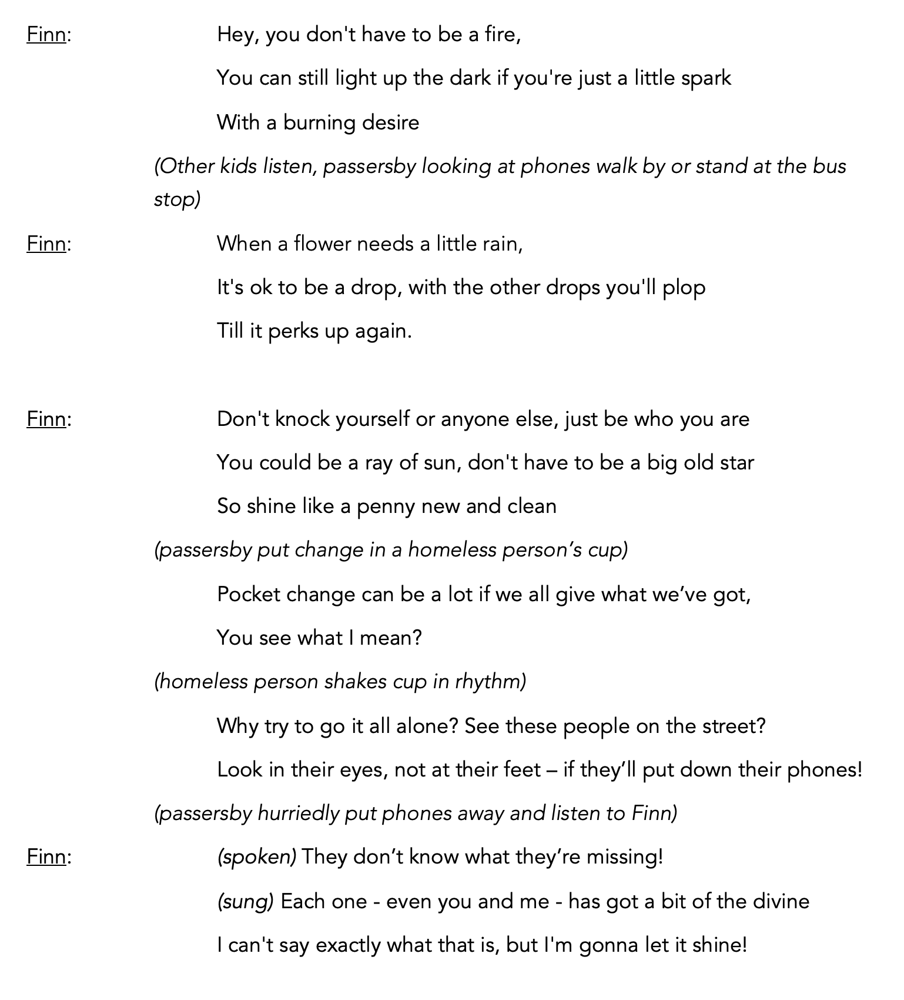 Finn: Hey, you don't have to be a fire,
You can still light up the dark if you're just a little spark
With a burning desire
(Other kids listen, passersby looking at phones walk by or stand at the bus
stop)
Finn: When a flower needs a little rain,
It's ok to be a drop, with the other drops you'll plop
Till it perks up again.
Finn: Don't knock yourself or anyone else, just be who you are
You could be a ray of sun, don't have to be a big old star
So shine like a penny new and clean
(passersby put change in a homeless person’s cup)
Pocket change can be a lot if we all give what we’ve got,
You see what I mean?
(homeless person shakes cup in rhythm)
Why try to go it all alone? See these people on the street?
Look in their eyes, not at their feet – if they’ll put down their phones!
(passersby hurriedly put phones away and listen to Finn)
Finn: (spoken) They don’t know what they’re missing!
(sung) Each one - even you and me - has got a bit of the divine
I can't say exactly what that is, but I'm gonna let it shine!